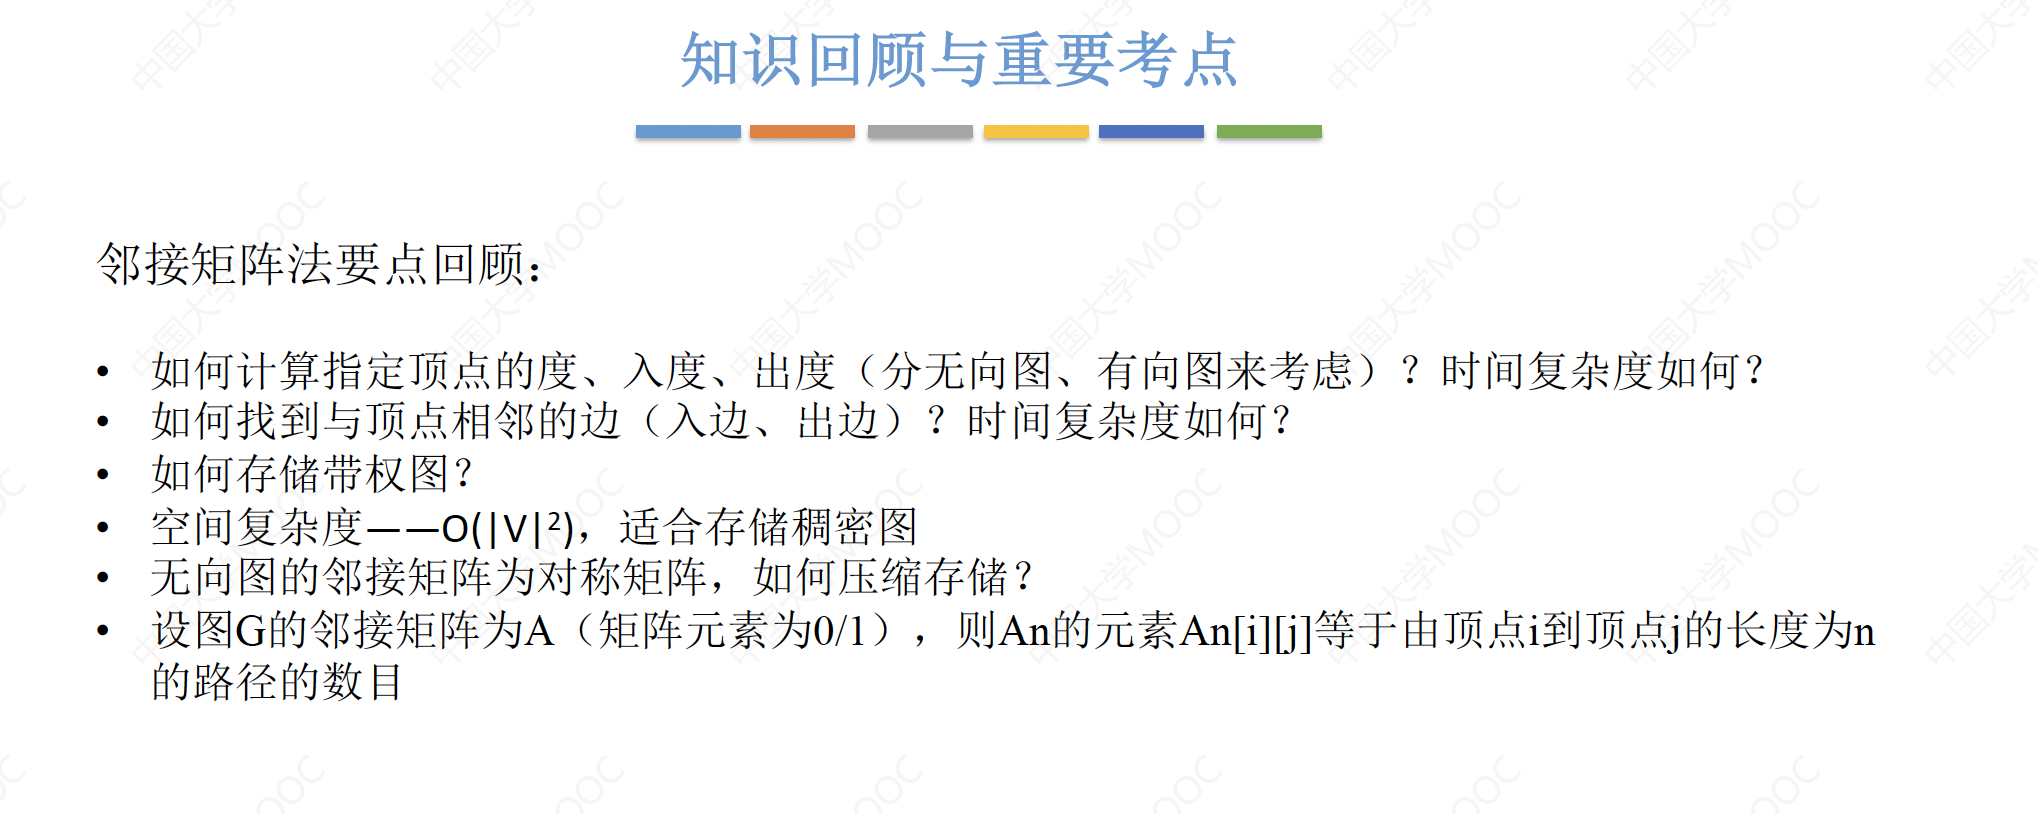 知识回顾与重要考点
邻接矩阵法要点回顾：
• 如何计算指定顶点的度、入度、出度（分无向图、有向图来考虑）？时间复杂度如何？
• 如何找到与顶点相邻的边（入边、出边）？时间复杂度如何？
• 如何存储带权图？
• 空间复杂度——O(|V|²)，适合存储稠密图
• 无向图的邻接矩阵为对称矩阵，如何压缩存储？
• 设图G的邻接矩阵为A（矩阵元素为0/1），则An的元素An[i][j]等于由顶点i到顶点j的长度为n
的路径的数目
中国大学MOOC